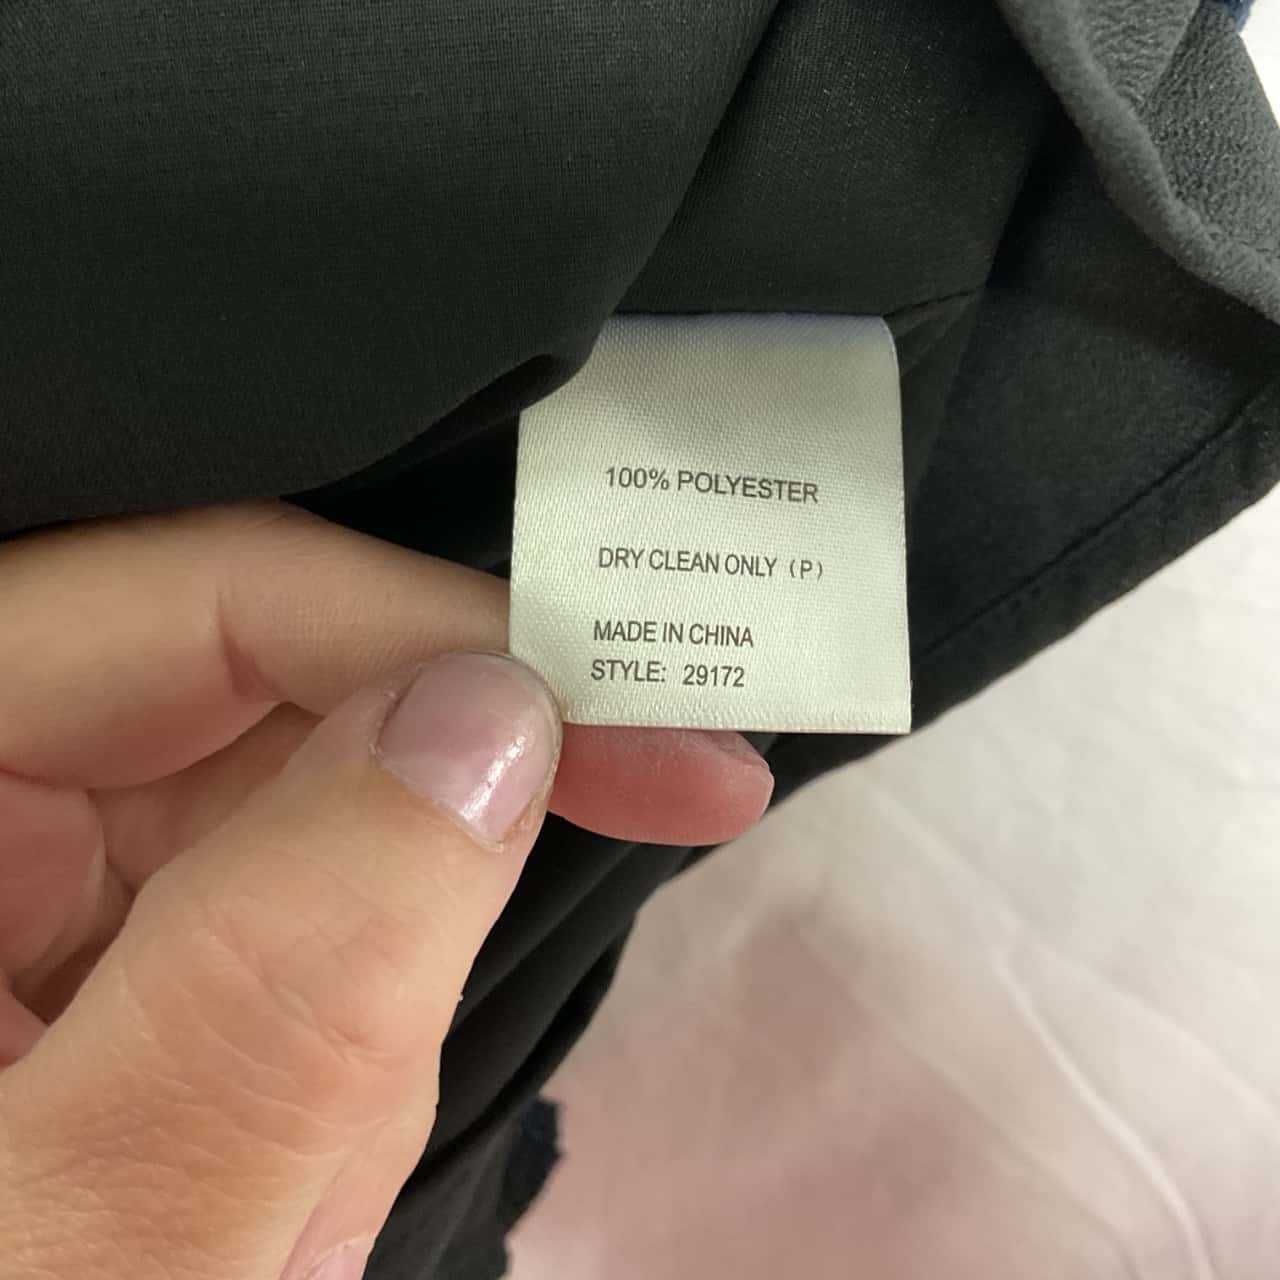 100% POLYESTER
DRY CLEAN ONLY (P)
MADE IN CHINA
STYLE: 29172